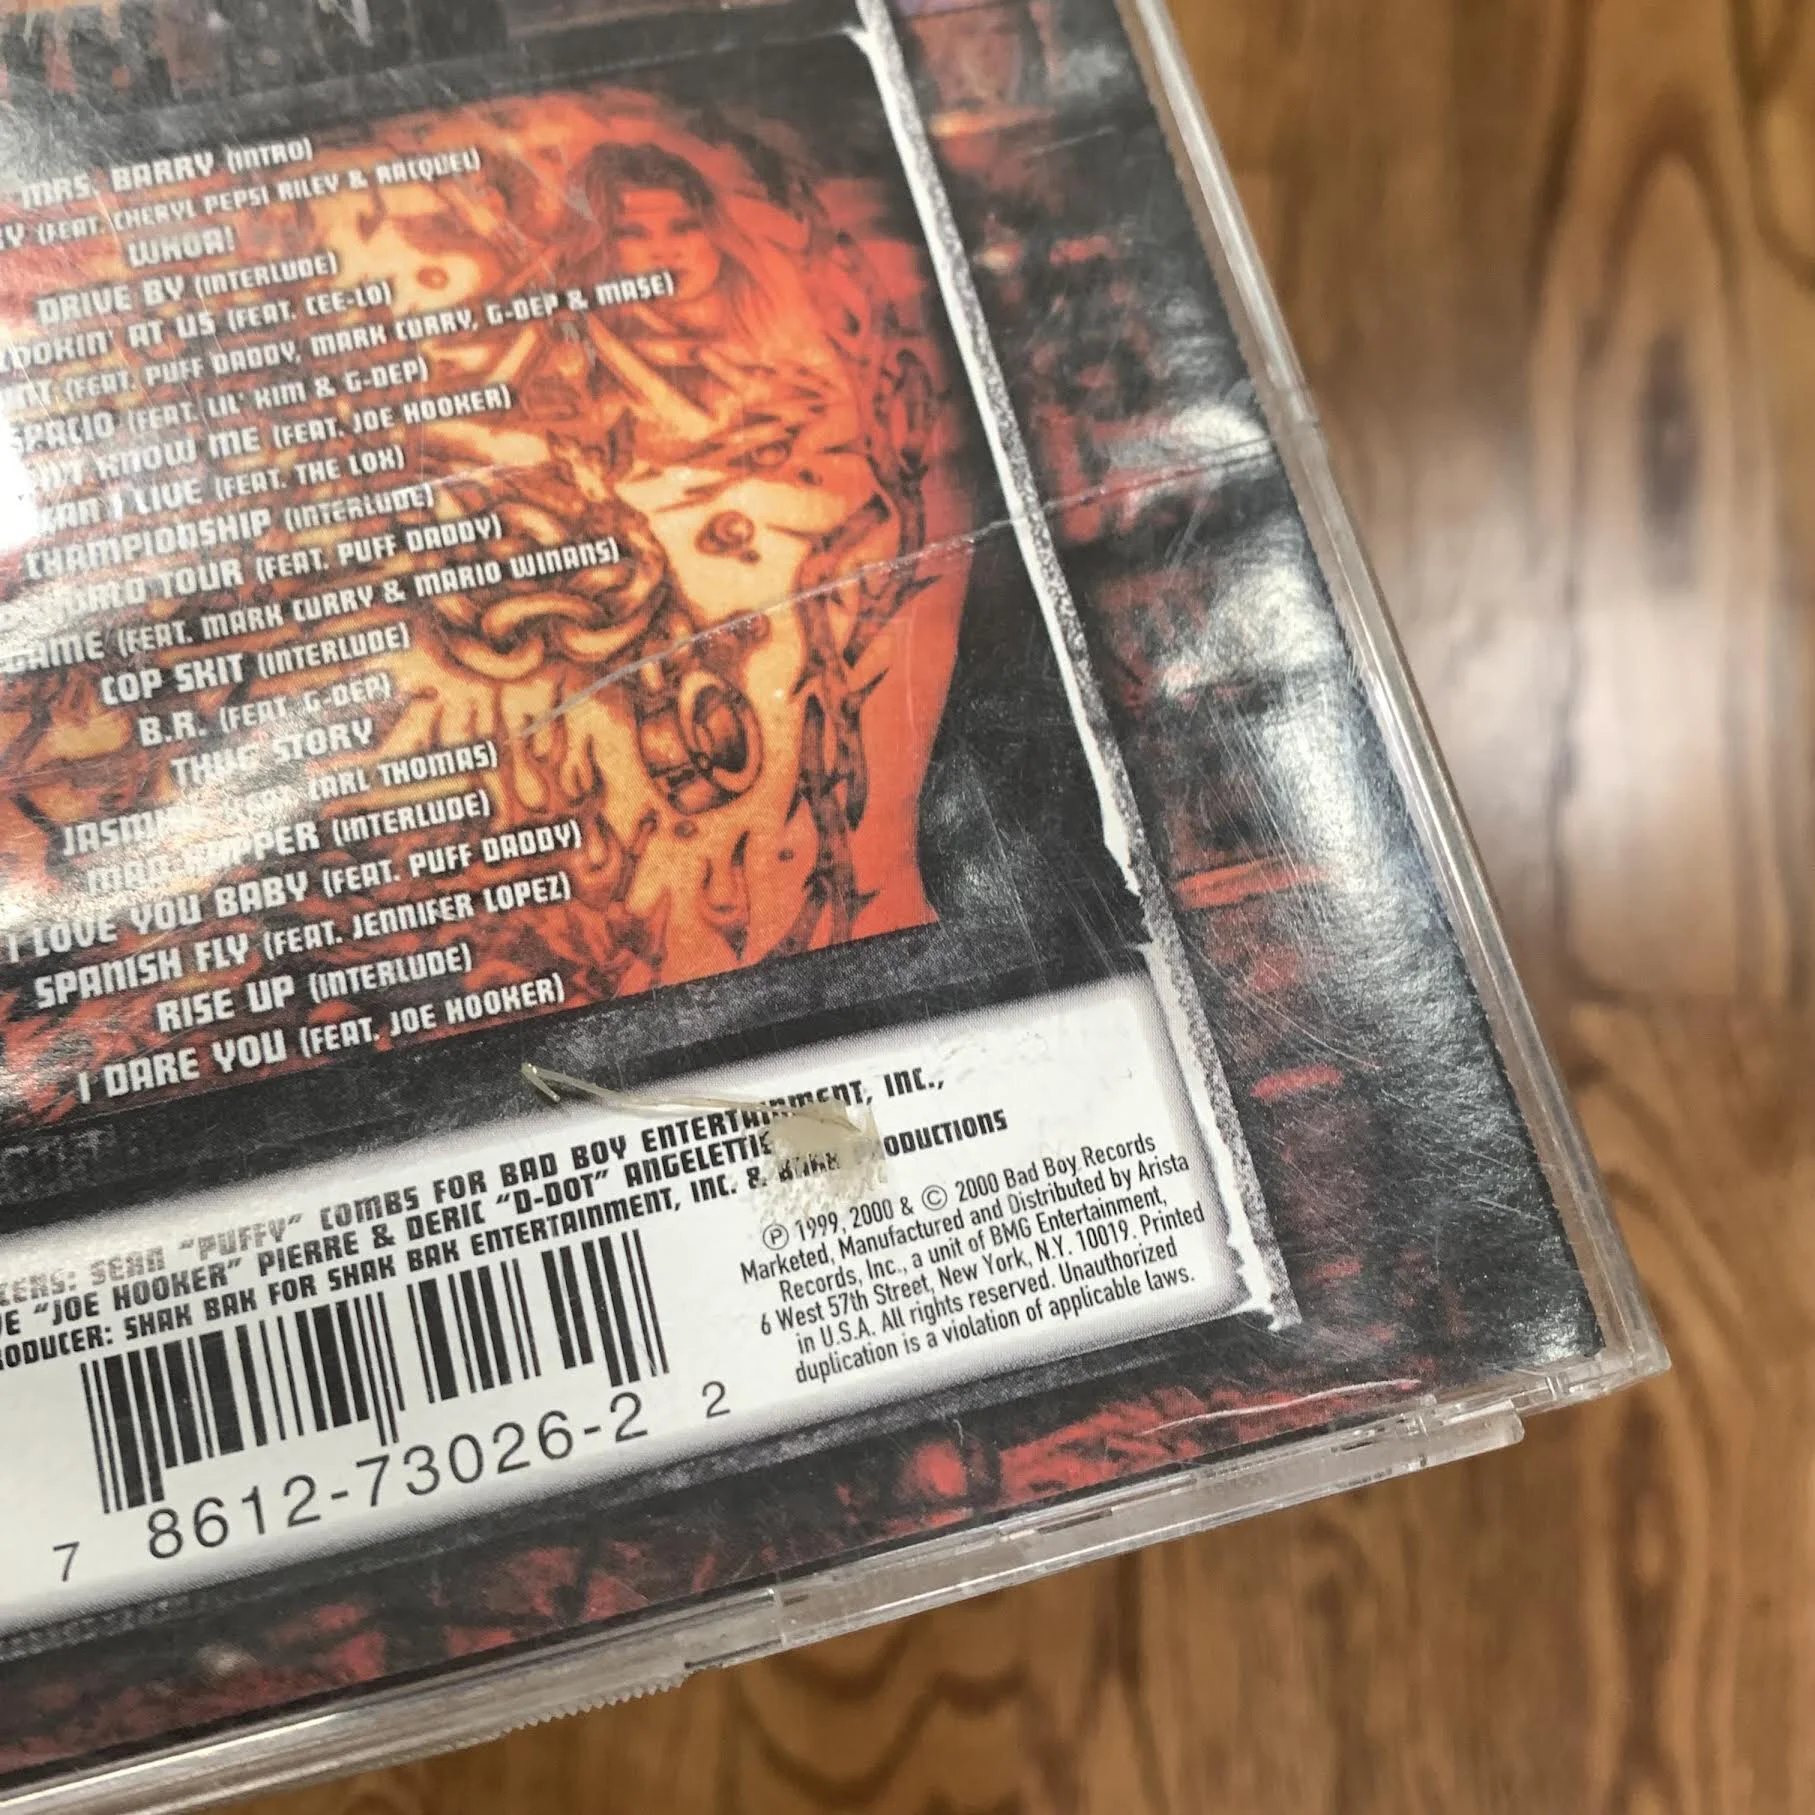 MRS. BARRY (INTRO)
(FEAT. CHERYL PEPSI RILEY & RACQUEL)
WHOA!
DRIVE BY (INTERLUDE)
LOOKIN' AT US (FEAT. CEE-LO)
(FEAT. PUFF DADDY, MARK CURRY, G-DEP & MASE)
SPACIO (FEAT. LIL' KIM & G-DEP)
KNOW ME (FEAT. JOE HOOKER)
CAN I LIVE (FEAT. THE LOX)
CHAMPIONSHIP (INTERLUDE)
WORLD TOUR (FEAT. PUFF DADDY)
GAME (FEAT. MARK CURRY & MARIO WINANS)
COP SKIT (INTERLUDE)
B.R. (FEAT. G-DEP)
THUG STORY
(FEAT. CARL THOMAS)
MAD RAPPER (INTERLUDE)
I LOVE YOU BABY (FEAT. PUFF DADDY)
SPANISH FLY (FEAT. JENNIFER LOPEZ)
RISE UP (INTERLUDE)
I DARE YOU (FEAT. JOE HOOKER)
SEAN "PUFFY" COMBS FOR BAD BOY ENTERTAINMENT, INC.,
"JOE HOOKER" PIERRE & DERIC "D-DOT" ANGELETTIE
PRODUCER: SHAK BAK FOR SHAK BAK ENTERTAINMENT, INC. & ODUCTIONS
7 8612-73026-2 2
℗ 1999, 2000 & © 2000 Bad Boy Records
Marketed, Manufactured and Distributed by Arista
Records, Inc., a unit of BMG Entertainment,
6 West 57th Street, New York, N.Y. 10019. Printed
in U.S.A. All rights reserved. Unauthorized
duplication is a violation of applicable laws.